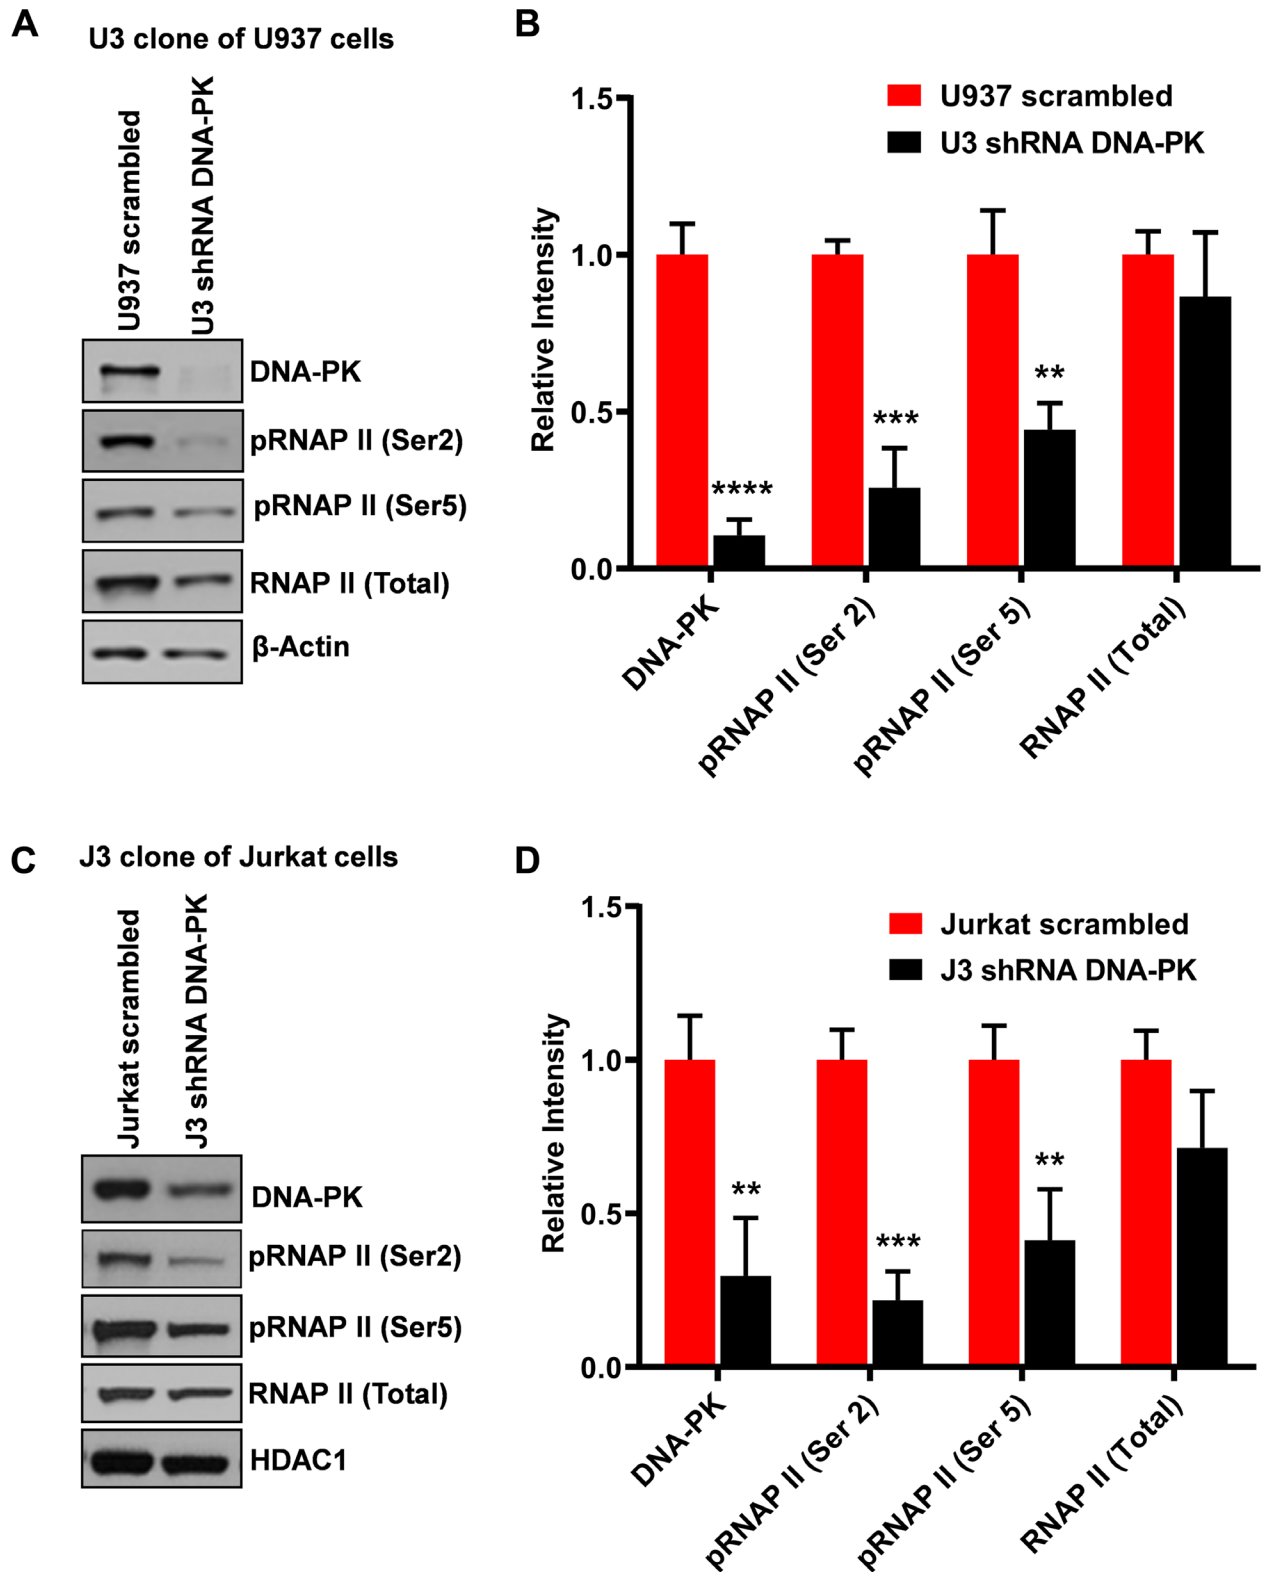 A
U3 clone of U937 cells
U937 scrambled
U3 shRNA DNA-PK
DNA-PK
pRNAP II (Ser2)
pRNAP II (Ser5)
RNAP II (Total)
β-Actin
B
U937 scrambled
U3 shRNA DNA-PK
Relative Intensity
1.5
1.0
0.5
0.0
****
***
**
DNA-PK
pRNAP II (Ser 2)
pRNAP II (Ser 5)
RNAP II (Total)
C
J3 clone of Jurkat cells
Jurkat scrambled
J3 shRNA DNA-PK
DNA-PK
pRNAP II (Ser2)
pRNAP II (Ser5)
RNAP II (Total)
HDAC1
D
Jurkat scrambled
J3 shRNA DNA-PK
Relative Intensity
1.5
1.0
0.5
0.0
**
***
**
DNA-PK
pRNAP II (Ser 2)
pRNAP II (Ser 5)
RNAP II (Total)